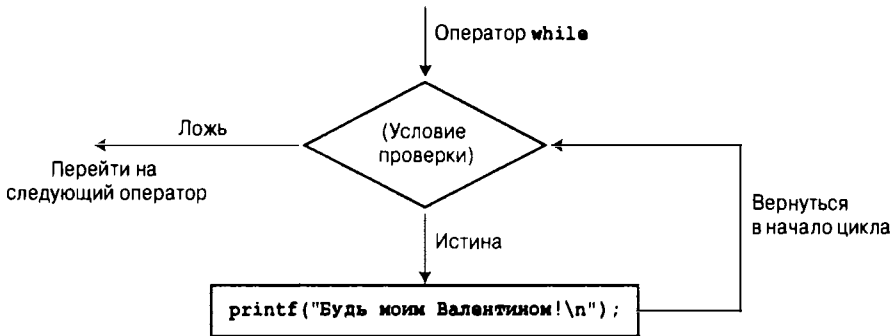 Оператор while
Ложь
(Условие
проверки)
Перейти на
следующий оператор
Вернуться
в начало цикла
Истина
printf("Будь моим Валентином!\n");